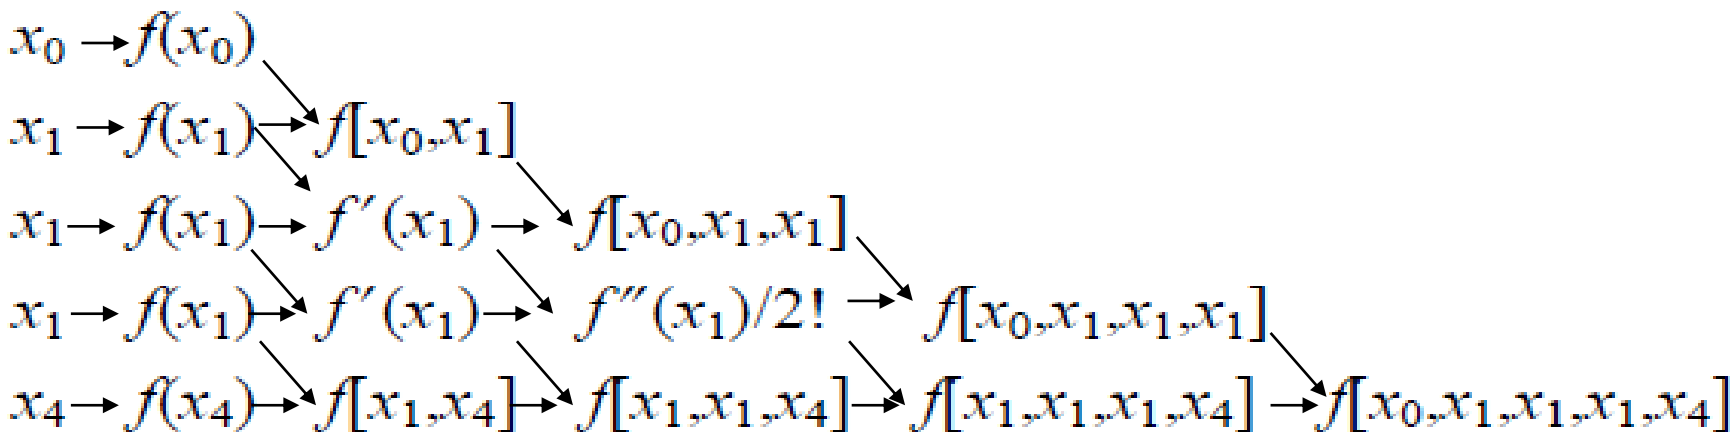 x₀ → f(x₀)
x₁ → f(x₁) → f[x₀,x₁]
x₁ → f(x₁) → f′(x₁) → f[x₀,x₁,x₁]
x₁ → f(x₁) → f′(x₁) → f″(x₁)/2! → f[x₀,x₁,x₁,x₁]
x₄ → f(x₄) → f[x₁,x₄] → f[x₁,x₁,x₄] → f[x₁,x₁,x₁,x₄] → f[x₀,x₁,x₁,x₁,x₄]